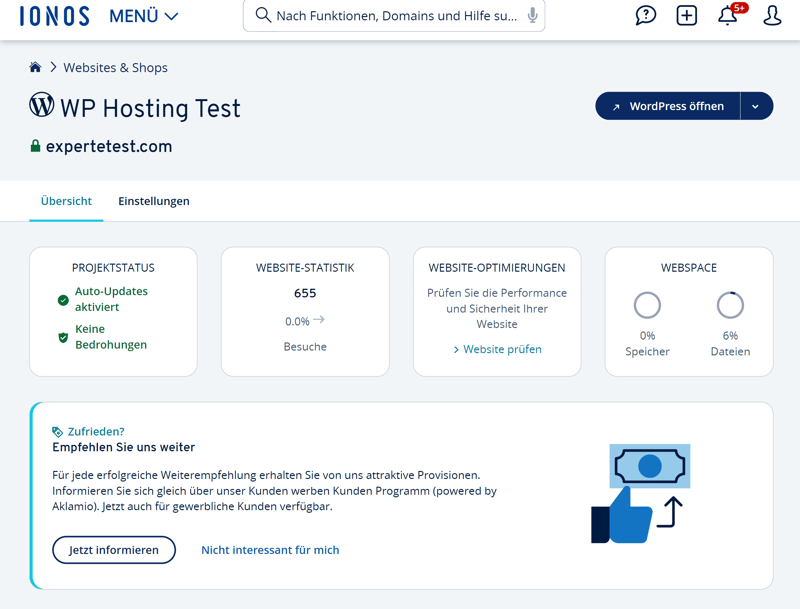 IONOS MENÜ Nach Funktionen, Domains und Hilfe su... 5+
Websites & Shops
WP Hosting Test
WordPress öffnen
expertetest.com
Übersicht Einstellungen
PROJEKTSTATUS
Auto-Updates
aktiviert
Keine
Bedrohungen
WEBSITE-STATISTIK
655
0.0%
Besuche
WEBSITE-OPTIMIERUNGEN
Prüfen Sie die Performance
und Sicherheit Ihrer
Website
Website prüfen
WEBSPACE
0% 6%
Speicher Dateien
Zufrieden?
Empfehlen Sie uns weiter
Für jede erfolgreiche Weiterempfehlung erhalten Sie von uns attraktive Provisionen.
Informieren Sie sich gleich über unser Kunden werben Kunden Programm (powered by
Aklamio). Jetzt auch für gewerbliche Kunden verfügbar.
Jetzt informieren Nicht interessant für mich